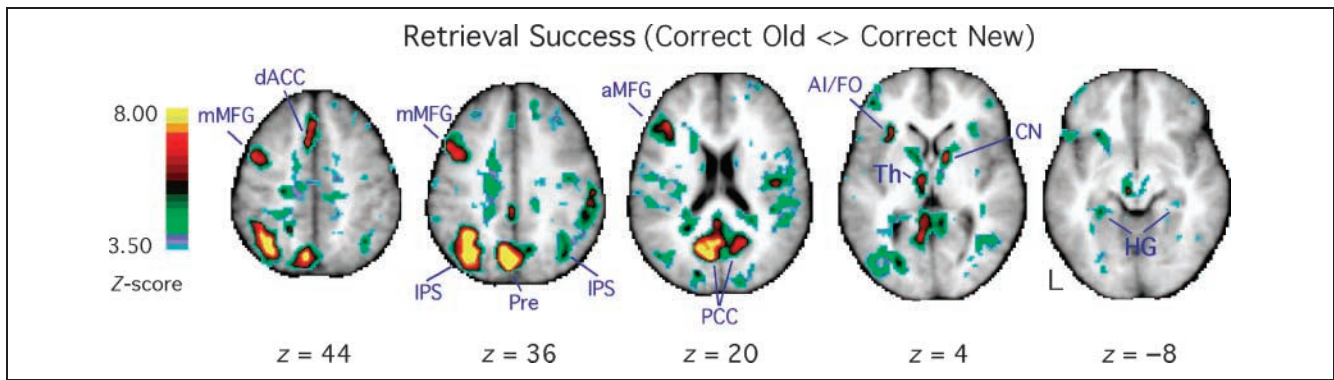 Retrieval Success (Correct Old <> Correct New)
8.00
3.50
Z-score
mMFG
dACC
z = 44
mMFG
IPS
Pre
IPS
z = 36
aMFG
PCC
z = 20
AI/FO
CN
Th
z = 4
HG
L
z = −8